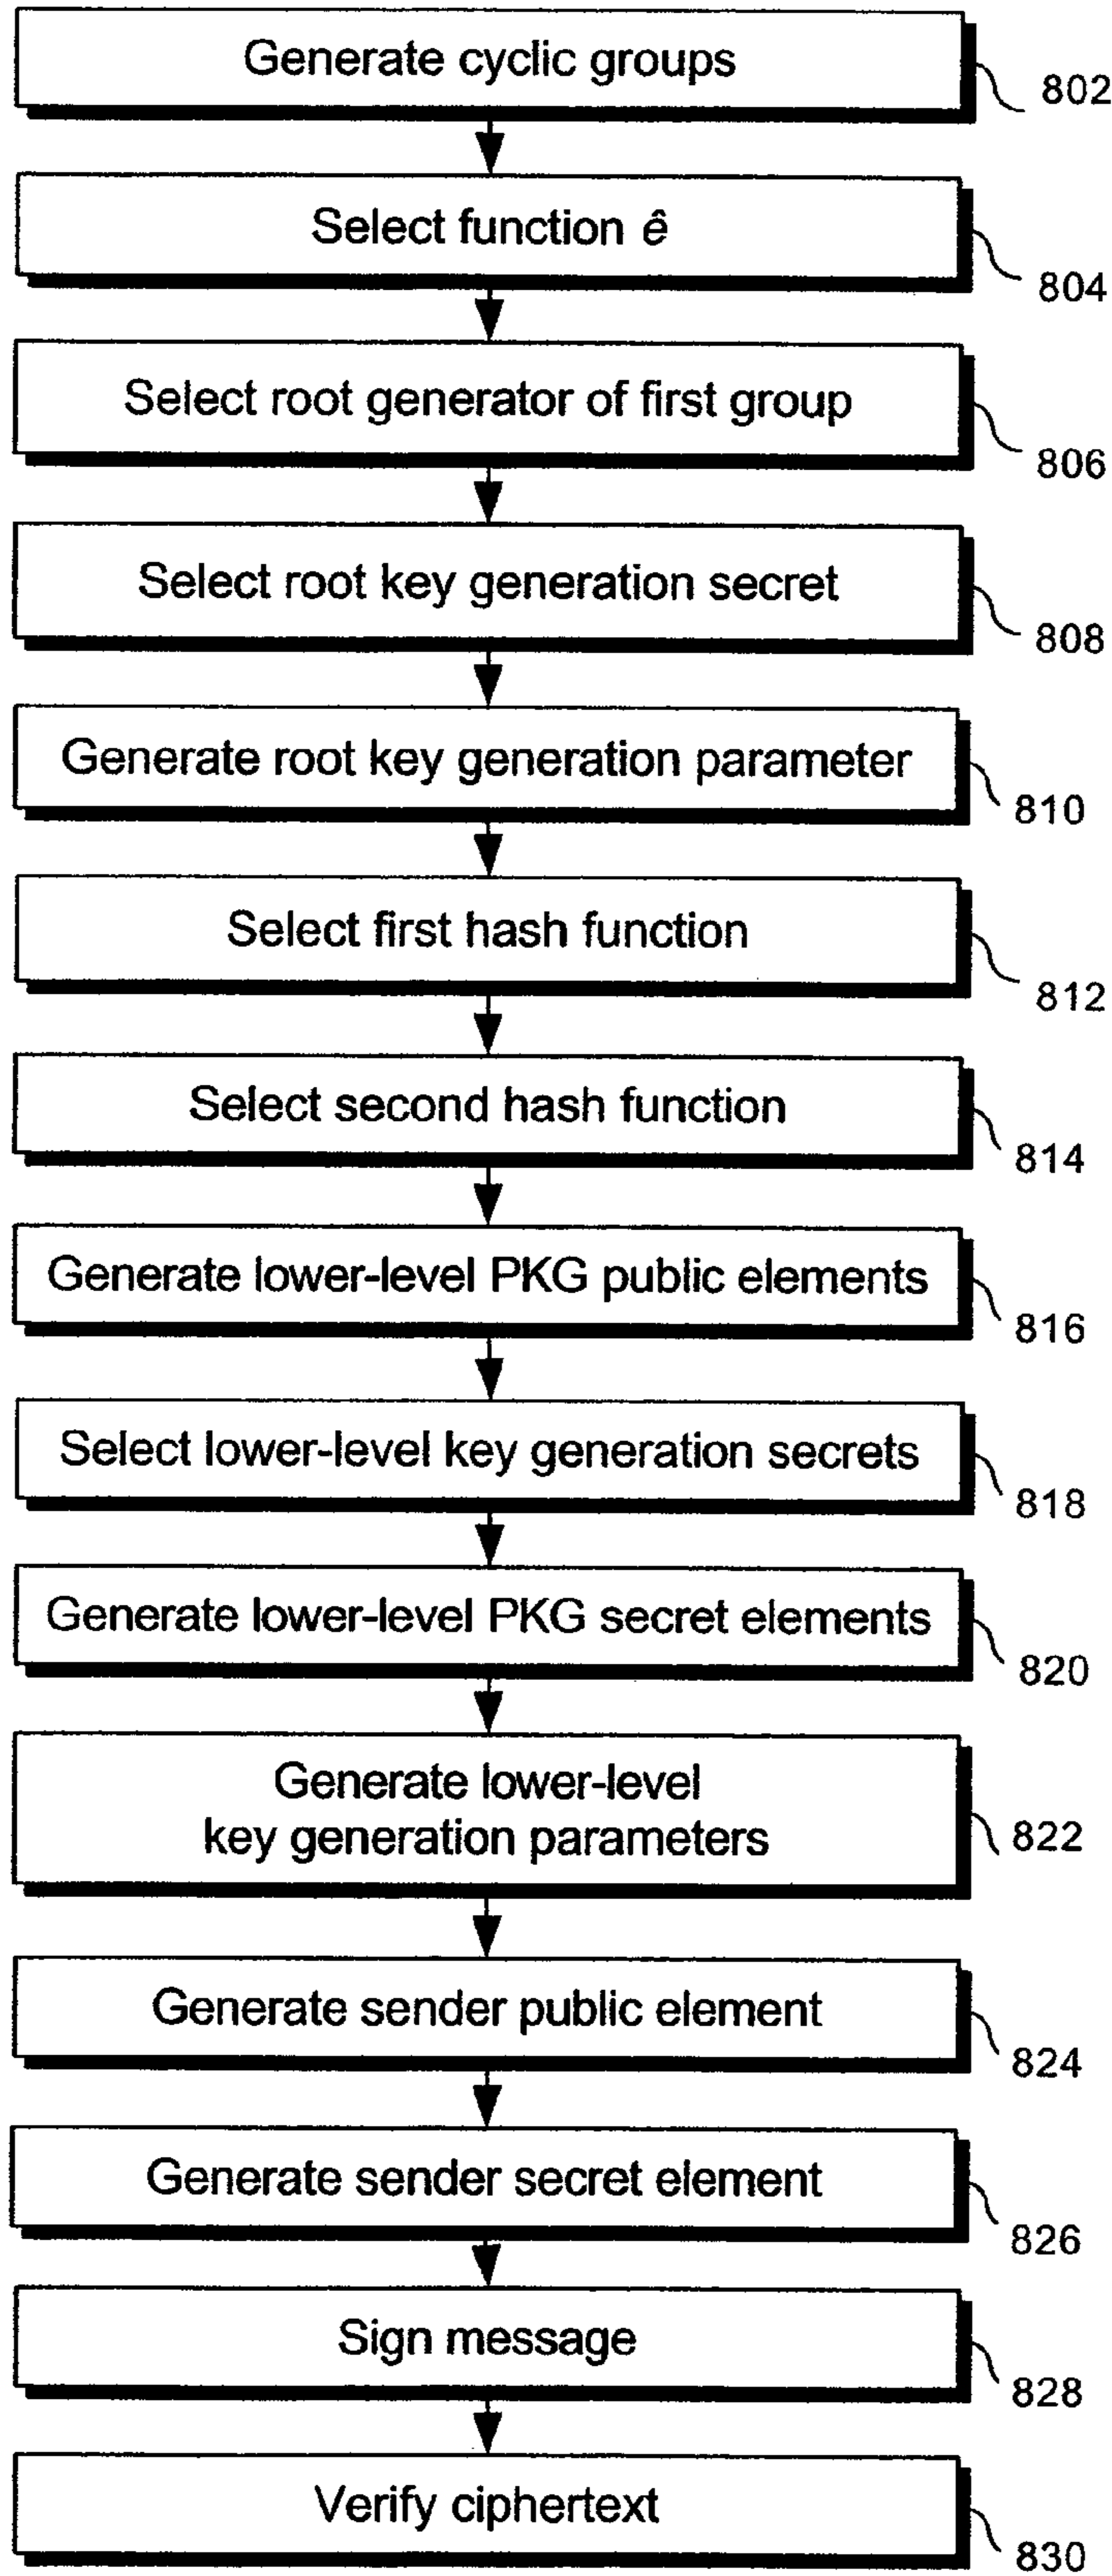 Generate cyclic groups
802
Select function ê
804
Select root generator of first group
806
Select root key generation secret
808
Generate root key generation parameter
810
Select first hash function
812
Select second hash function
814
Generate lower-level PKG public elements
816
Select lower-level key generation secrets
818
Generate lower-level PKG secret elements
820
Generate lower-level
key generation parameters
822
Generate sender public element
824
Generate sender secret element
826
Sign message
828
Verify ciphertext
830